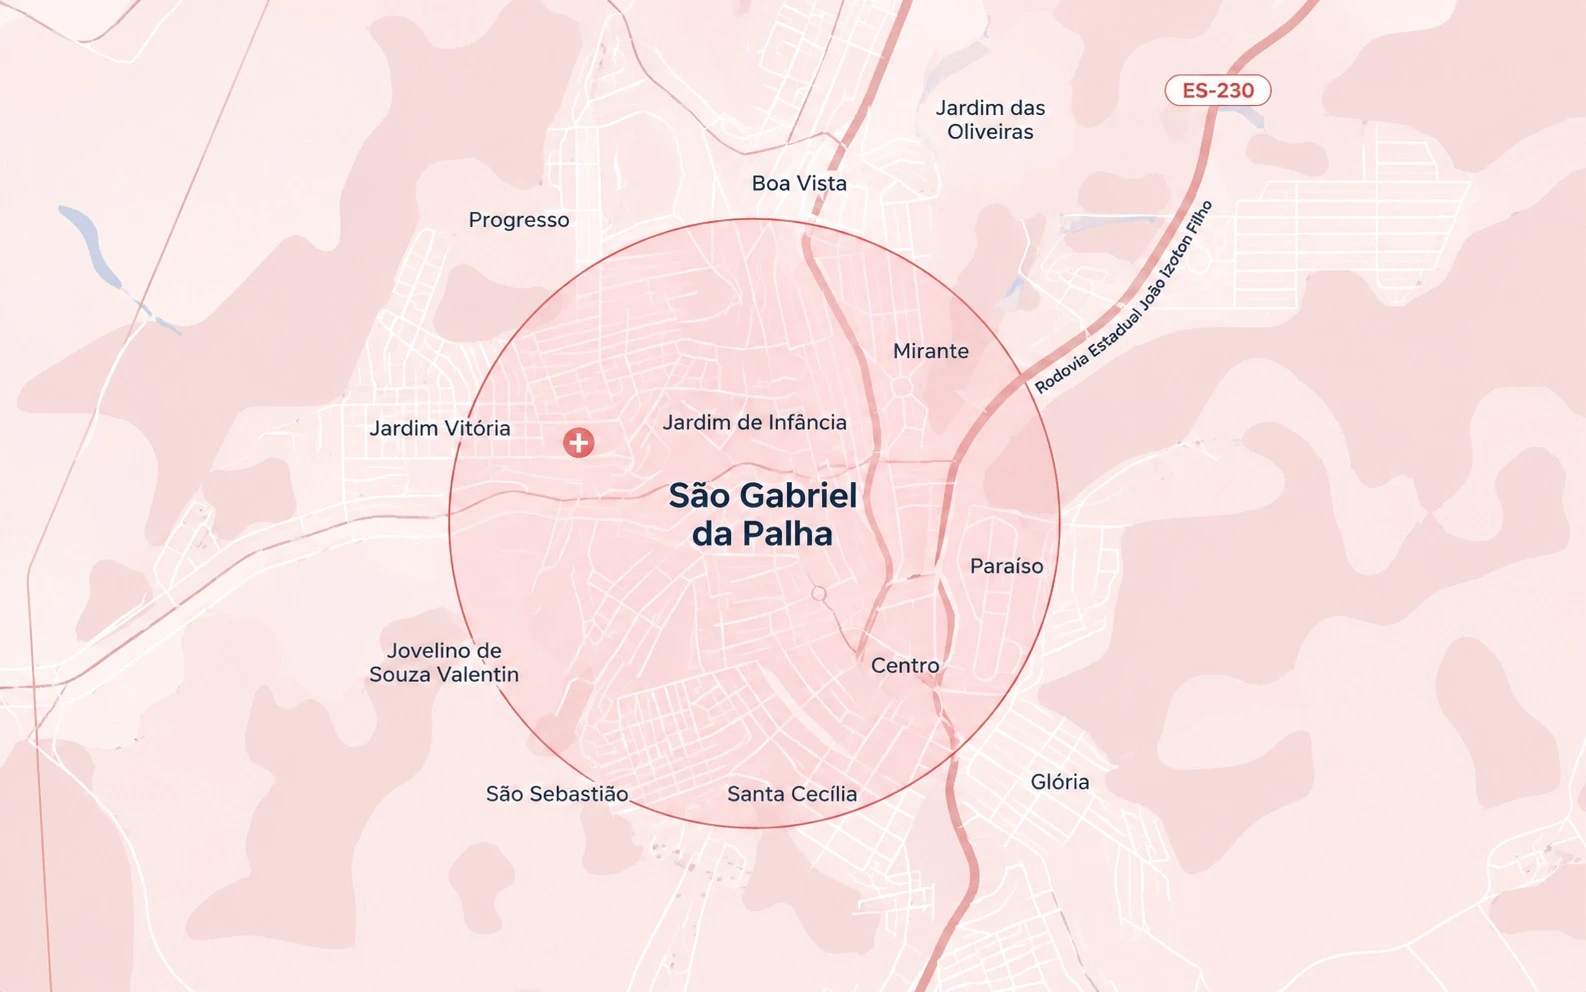 ES-230
Jardim das
Oliveiras
Boa Vista
Progresso
Rodovia Estadual João Izoton Filho
Mirante
Jardim de Infância
Jardim Vitória
São Gabriel
da Palha
Paraíso
Jovelino de
Souza Valentin
Centro
Glória
São Sebastião
Santa Cecília